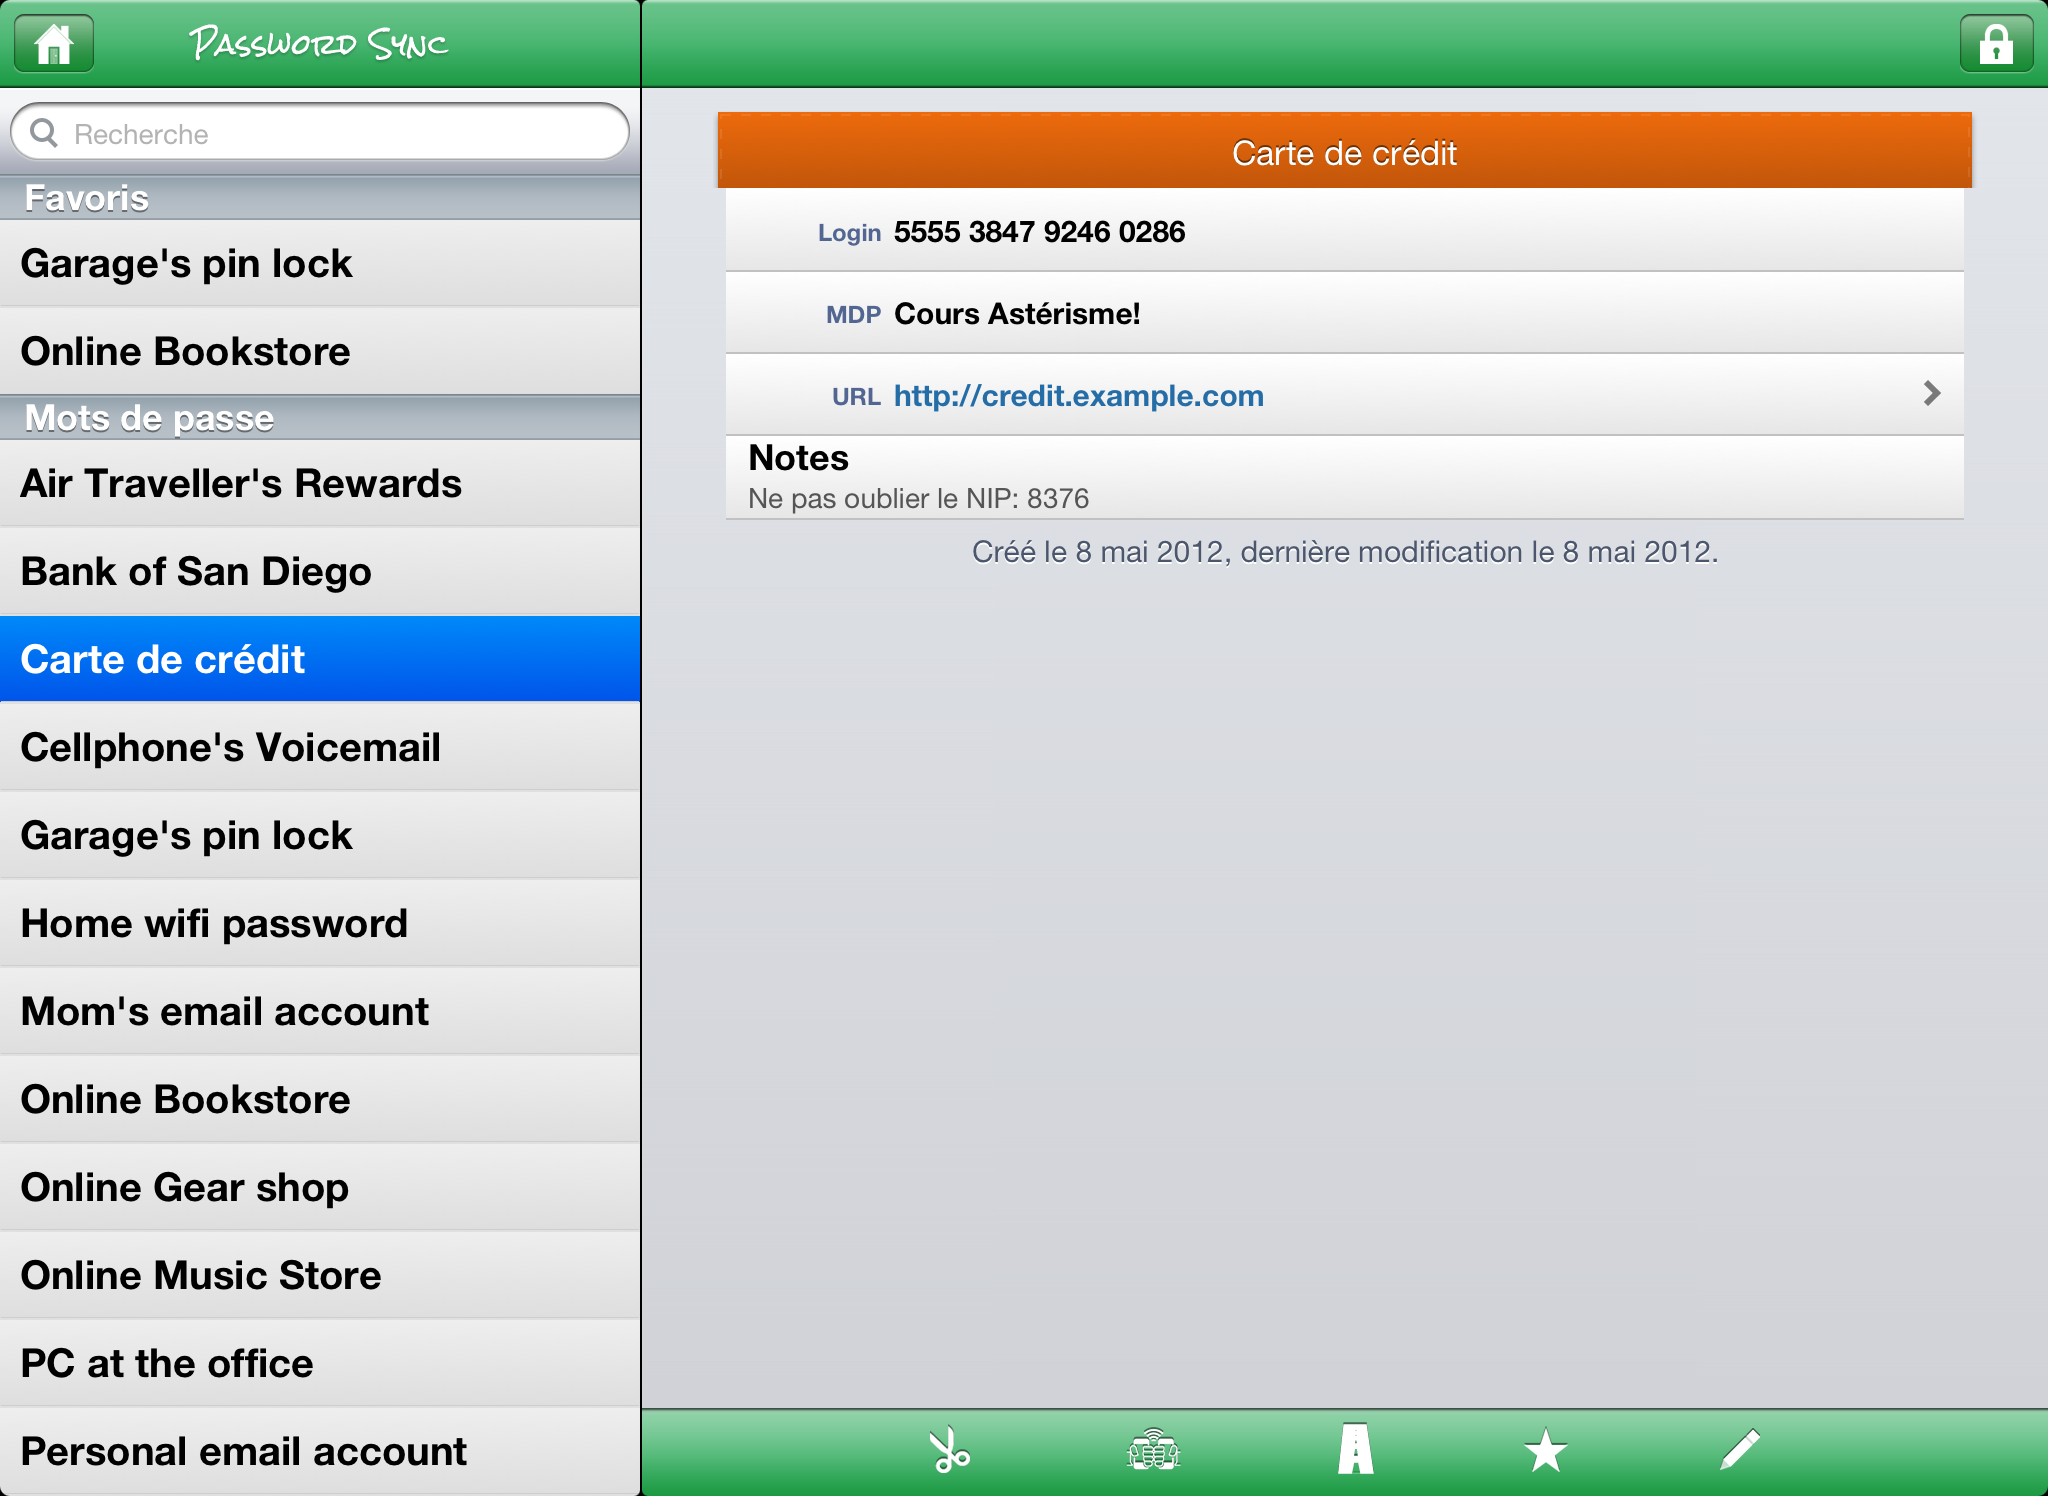 Password Sync
Recherche
Favoris
Garage's pin lock
Online Bookstore
Mots de passe
Air Traveller's Rewards
Bank of San Diego
Carte de crédit
Cellphone's Voicemail
Garage's pin lock
Home wifi password
Mom's email account
Online Bookstore
Online Gear shop
Online Music Store
PC at the office
Personal email account
Carte de crédit
Login 5555 3847 9246 0286
MDP Cours Astérisme!
URL http://credit.example.com
Notes
Ne pas oublier le NIP: 8376
Créé le 8 mai 2012, dernière modification le 8 mai 2012.